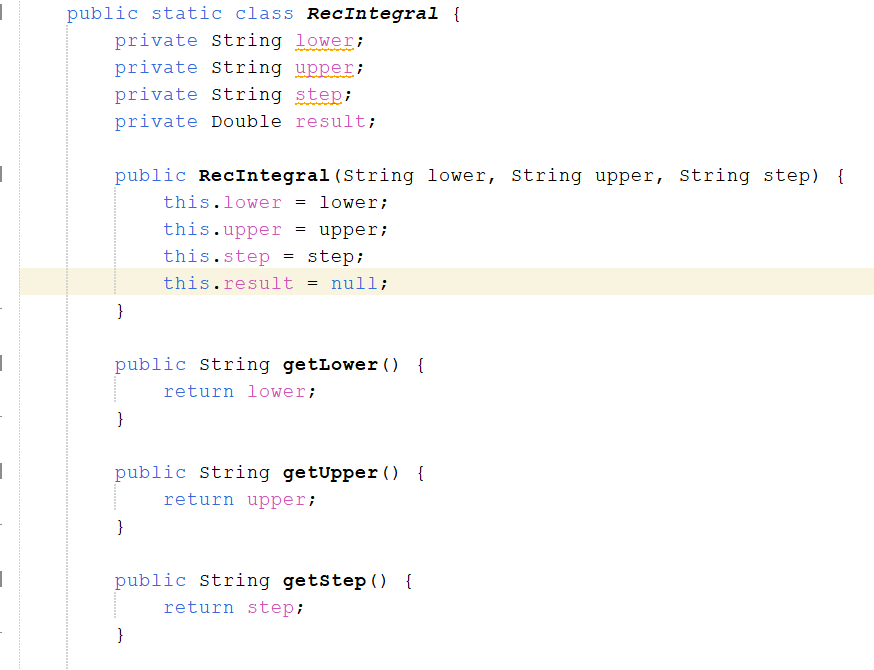 public static class RecIntegral {
private String lower;
private String upper;
private String step;
private Double result;
public RecIntegral(String lower, String upper, String step) {
this.lower = lower;
this.upper = upper;
this.step = step;
this.result = null;
}
public String getLower() {
return lower;
}
public String getUpper() {
return upper;
}
public String getStep() {
return step;
}